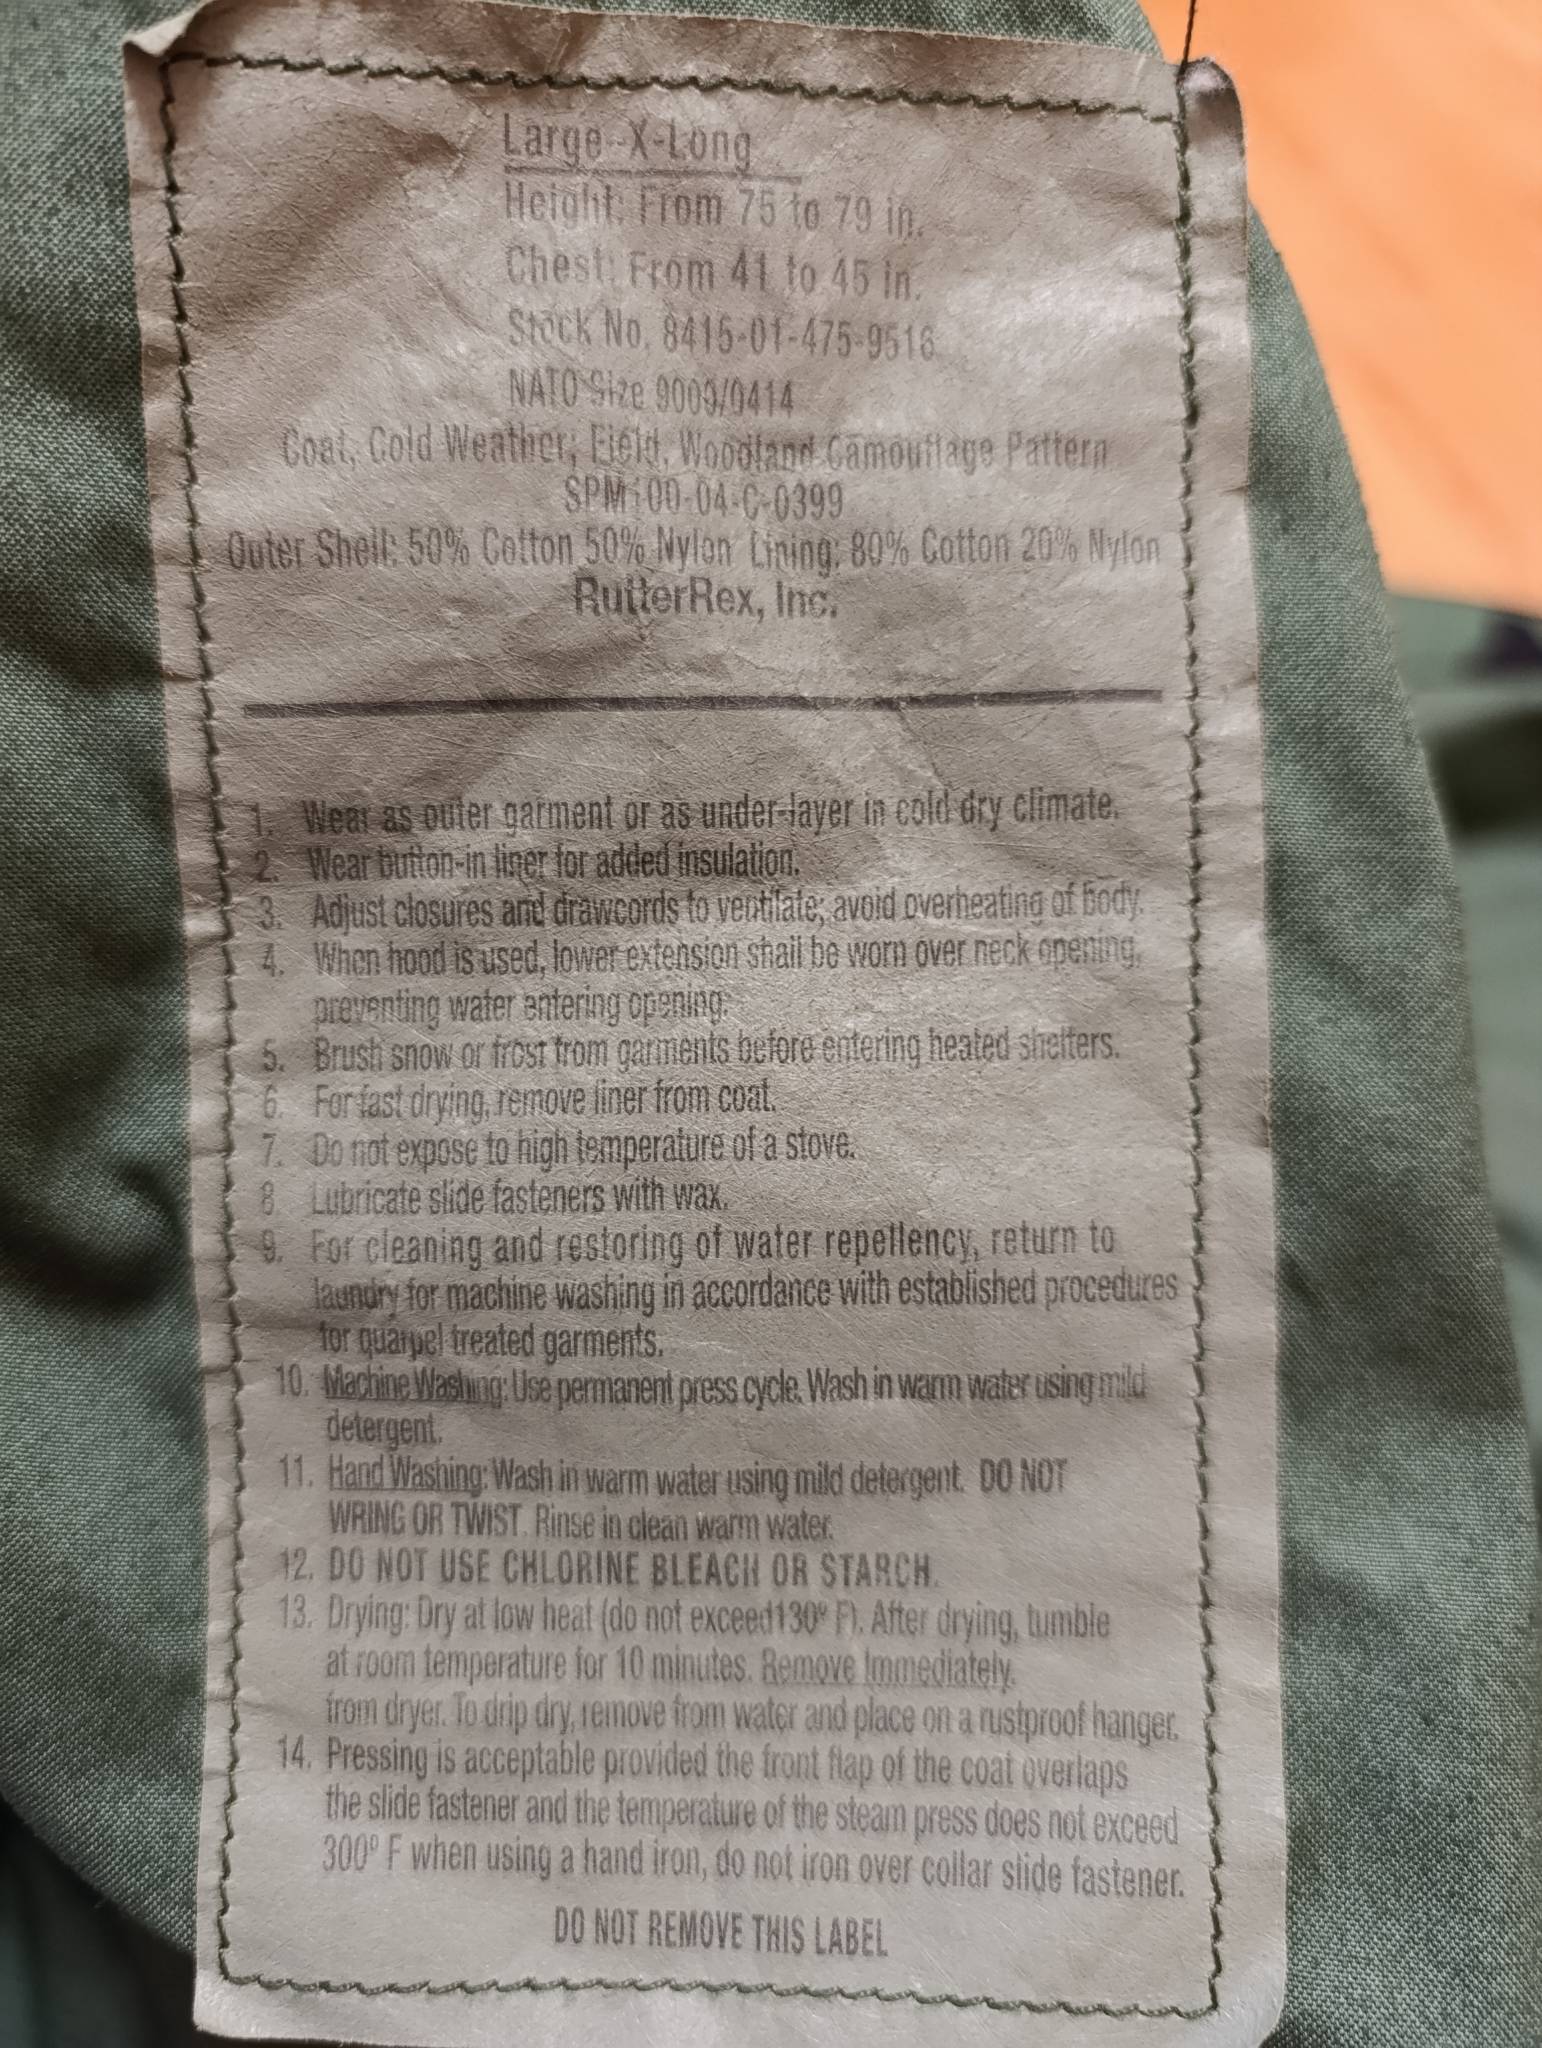 Large-X-Long
Height: From 75 to 79 in.
Chest: From 41 to 45 in.
Stock No. 8415-01-475-9516
NATO Size 9000/0414
Coat, Cold Weather; Field, Woodland Camouflage Pattern
SPM100-04-C-0399
Outer Shell: 50% Cotton 50% Nylon Lining: 80% Cotton 20% Nylon
RutterRex, Inc.
1. Wear as outer garment or as under-layer in cold dry climate.
2. Wear button-in liner for added insulation.
3. Adjust closures and drawcords to ventilate; avoid overheating of body.
4. When hood is used, lower extension shall be worn over neck opening,
preventing water entering opening.
5. Brush snow or frost from garments before entering heated shelters.
6. For fast drying, remove liner from coat.
7. Do not expose to high temperature of a stove.
8 Lubricate slide fasteners with wax.
9. For cleaning and restoring of water repellency, return to
laundry for machine washing in accordance with established procedures
for quarpel treated garments.
10. Machine Washing: Use permanent press cycle. Wash in warm water using mild
detergent.
11. Hand Washing: Wash in warm water using mild detergent. DO NOT
WRING OR TWIST. Rinse in clean warm water.
12. DO NOT USE CHLORINE BLEACH OR STARCH.
13. Drying: Dry at low heat (do not exceed130º F). After drying, tumble
at room temperature for 10 minutes. Remove Immediately.
from dryer. To drip dry, remove from water and place on a rustproof hanger.
14. Pressing is acceptable provided the front flap of the coat overlaps
the slide fastener and the temperature of the steam press does not exceed
300º F when using a hand iron, do not iron over collar slide fastener.
DO NOT REMOVE THIS LABEL